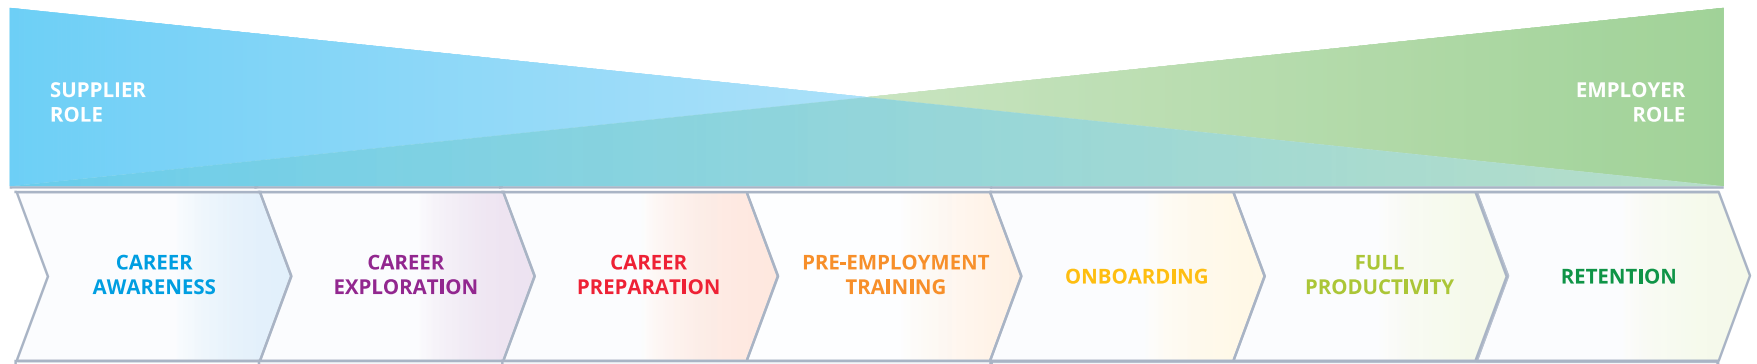 SUPPLIER
ROLE
EMPLOYER
ROLE
CAREER
AWARENESS
CAREER
EXPLORATION
CAREER
PREPARATION
PRE-EMPLOYMENT
TRAINING
ONBOARDING
FULL
PRODUCTIVITY
RETENTION